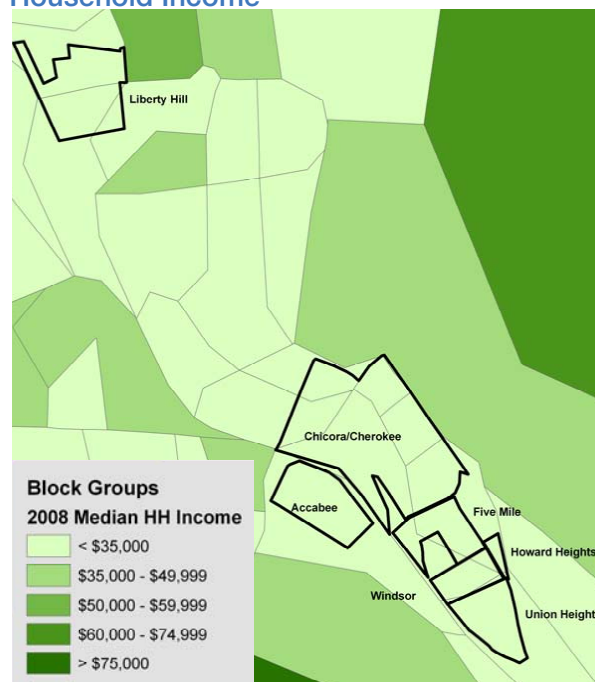 Household Income
Liberty Hill
Chicora/Cherokee
Accabee
Five Mile
Howard Heights
Windsor
Union Height
Block Groups
2008 Median HH Income
< $35,000
$35,000 - $49,999
$50,000 - $59,999
$60,000 - $74,999
> $75,000